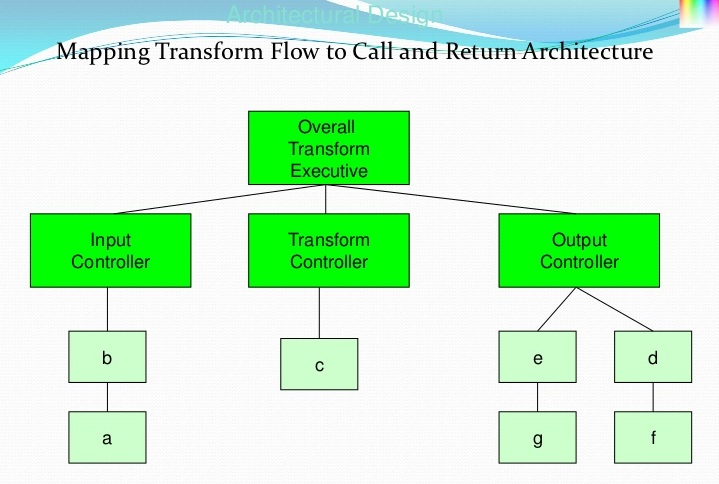 Architectural Design
Mapping Transform Flow to Call and Return Architecture
Overall
Transform
Executive
Input
Controller
Transform
Controller
Output
Controller
b
c
e
d
a
g
f